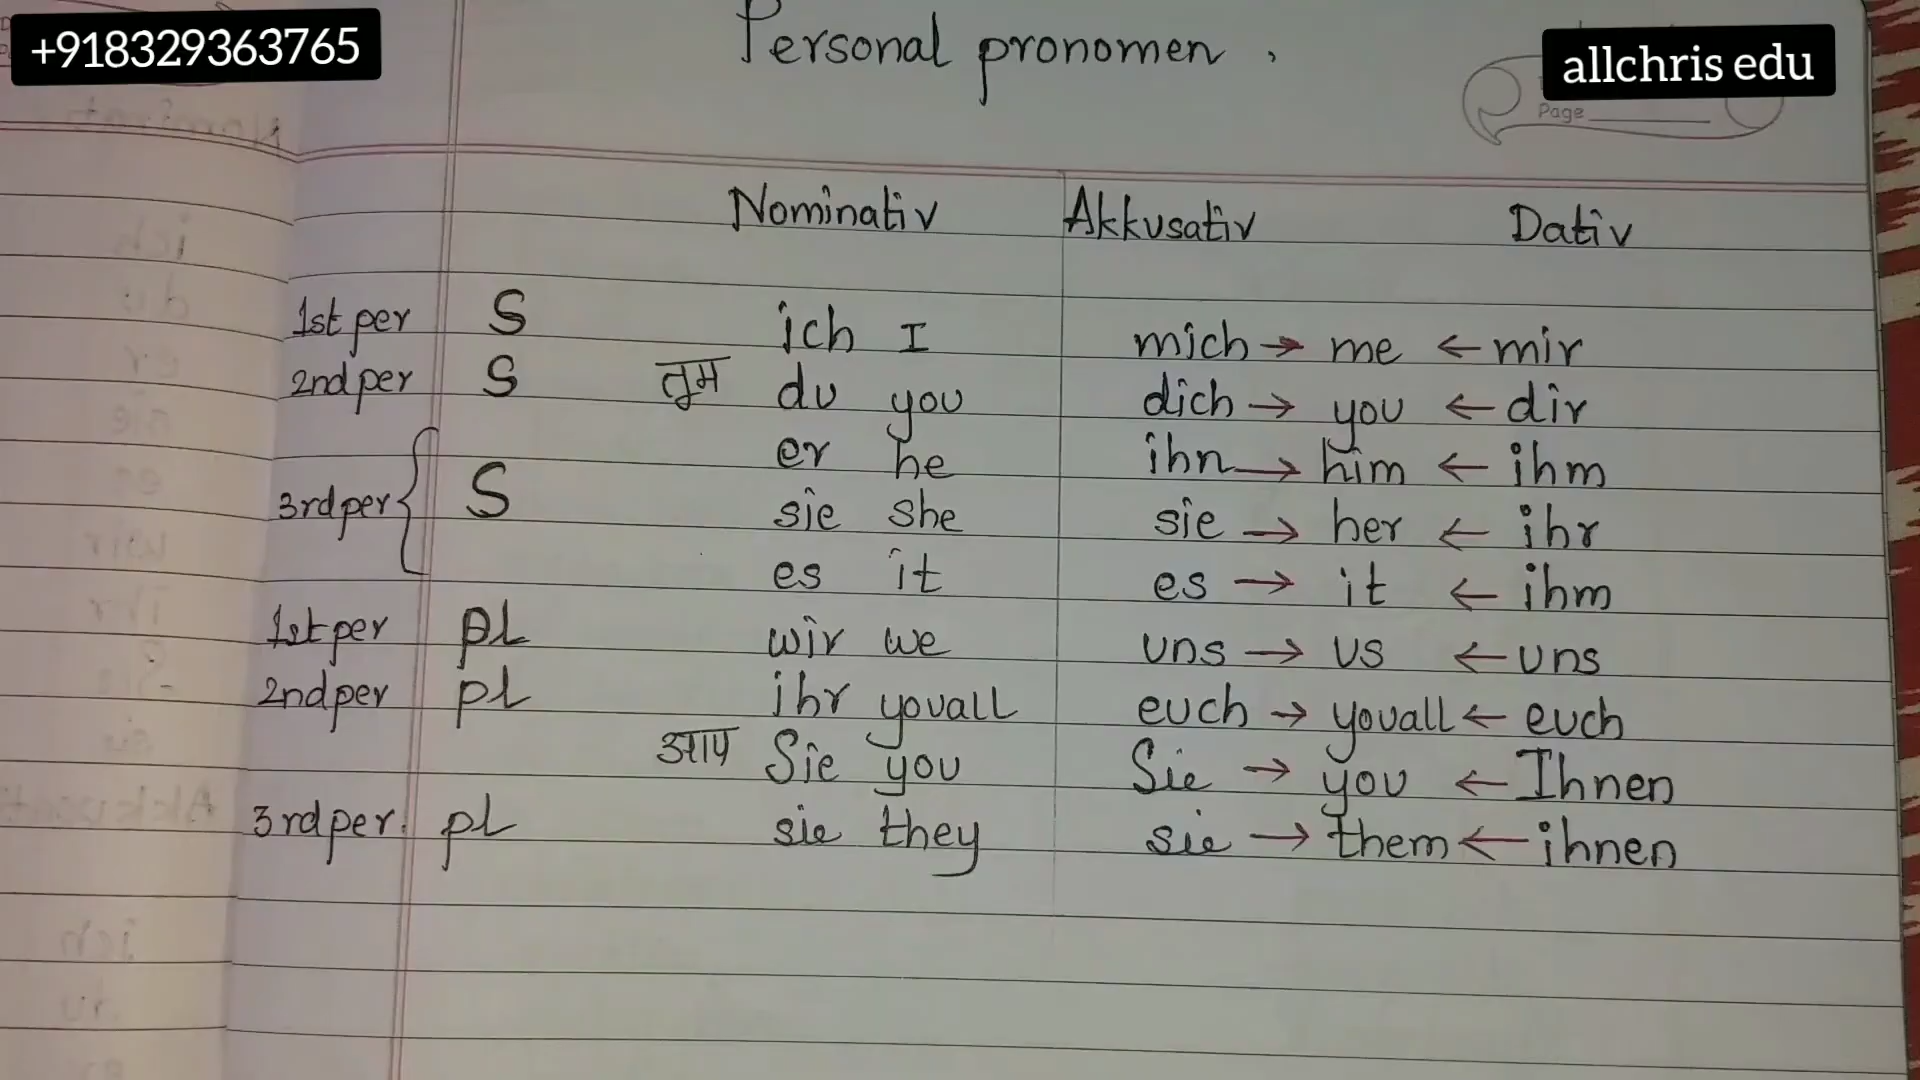 +918329363765
Personal pronomen .
allchris edu
Page
Nominativ Akkusativ Dativ
1st per S ich I mich → me ← mir
2nd per S तुम du you dich → you ← dir
er he ihn → him ← ihm
3rd per { S sie she sie → her ← ihr
es it es → it ← ihm
1st per pl wir we uns → us ← uns
2nd per pl ihr youall euch → youall ← euch
आप Sie you Sie → you ← Ihnen
3rd per pl sie they sie → them ← ihnen